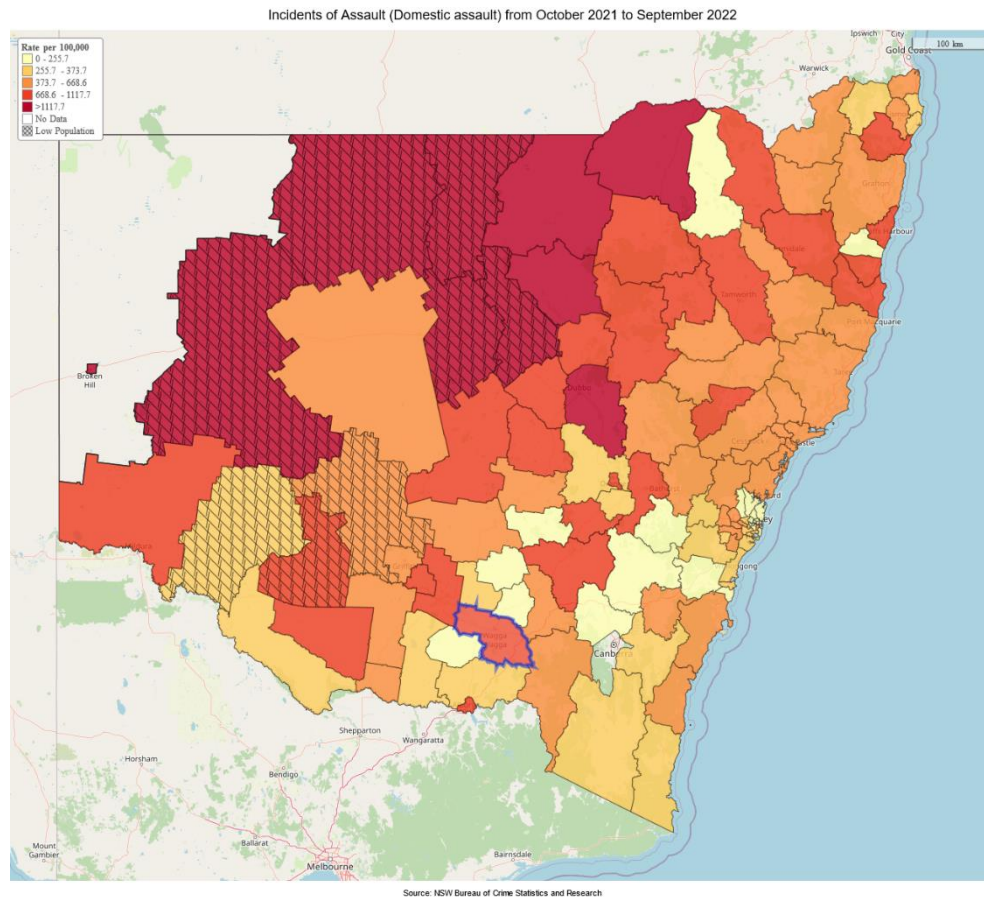 Incidents of Assault (Domestic assault) from October 2021 to September 2022
Rate per 100,000
0 - 255.7
255.7 - 373.7
373.7 - 668.6
668.6 - 1117.7
>1117.7
No Data
Low Population
Ipswich
City
Gold Coast
100 km
Warwick
Grafton
Harbour
Tamworth
Port Macquarie
Broken
Hill
Dubbo
Mildura
Wagga
Wagga
Canberra
Shepparton
Wangaratta
Horsham
Bendigo
Mount
Gambier
Ballarat
Melbourne
Bairnsdale
Source: NSW Bureau of Crime Statistics and Research